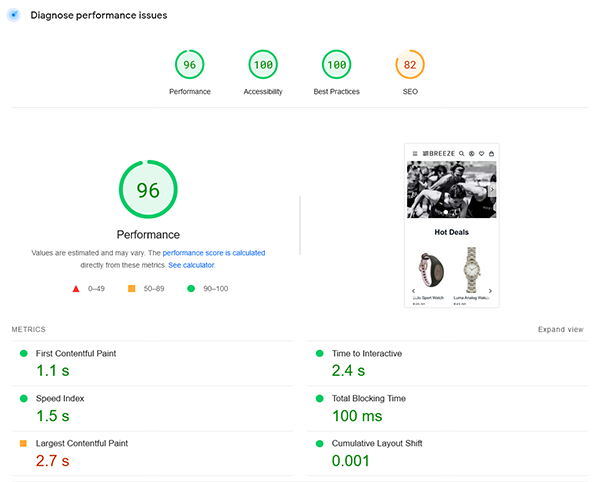 Diagnose performance issues
96 100 100 82
Performance Accessibility Best Practices SEO
96
Performance
Values are estimated and may vary. The performance score is calculated
directly from these metrics. See calculator.
0–49 50–89 90–100
BREEZE
Hot Deals
Sport Watch Luma Analog Watch
METRICS
Expand view
First Contentful Paint
1.1 s
Time to Interactive
2.4 s
Speed Index
1.5 s
Total Blocking Time
100 ms
Largest Contentful Paint
2.7 s
Cumulative Layout Shift
0.001